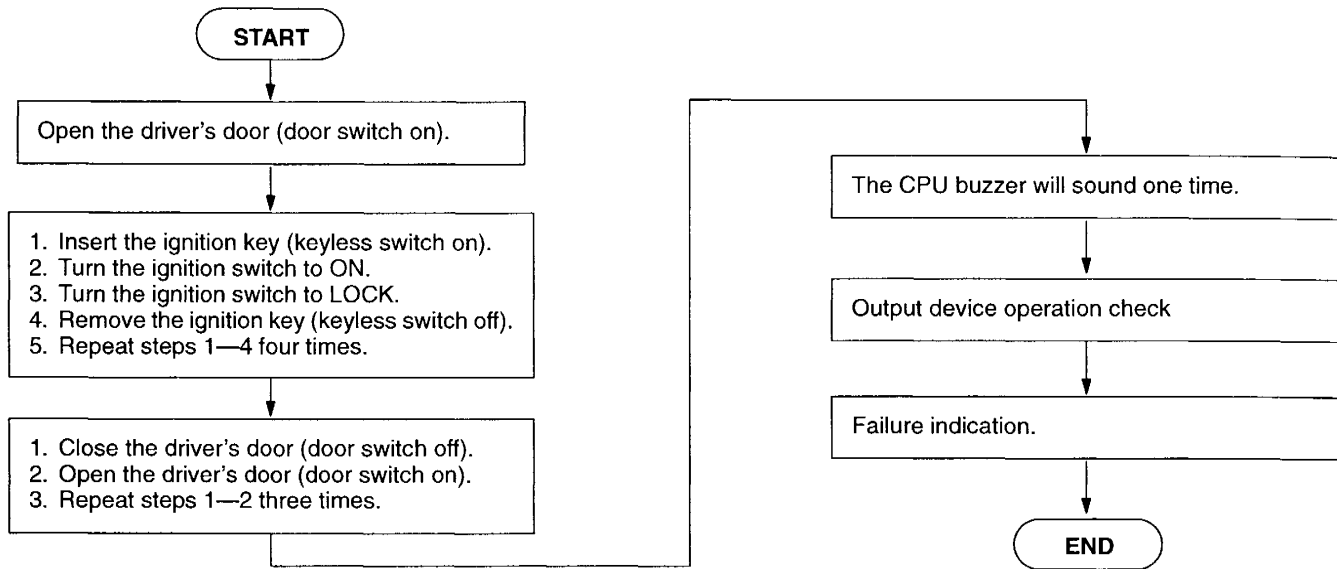 START
Open the driver's door (door switch on).
1. Insert the ignition key (keyless switch on).
2. Turn the ignition switch to ON.
3. Turn the ignition switch to LOCK.
4. Remove the ignition key (keyless switch off).
5. Repeat steps 1—4 four times.
1. Close the driver's door (door switch off).
2. Open the driver's door (door switch on).
3. Repeat steps 1—2 three times.
The CPU buzzer will sound one time.
Output device operation check
Failure indication.
END